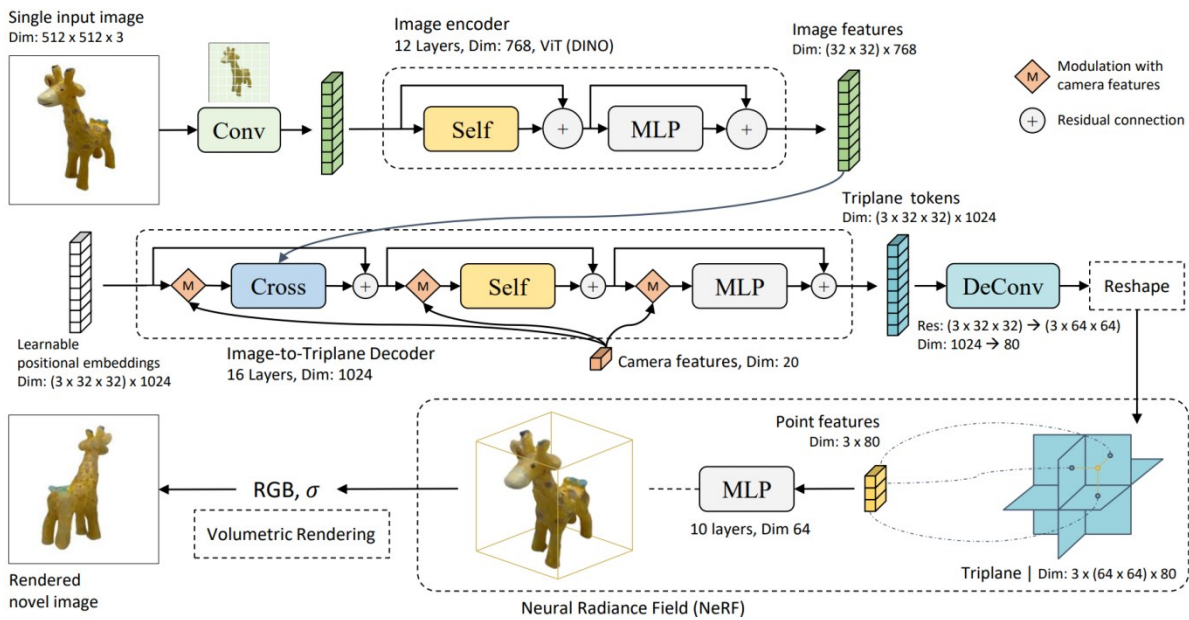 Single input image
Dim: 512 x 512 x 3
Conv
Image encoder
12 Layers, Dim: 768, ViT (DINO)
Self
+
MLP
+
Image features
Dim: (32 x 32) x 768
M
Modulation with
camera features
+
Residual connection
Learnable
positional embeddings
Dim: (3 x 32 x 32) x 1024
M
Cross
+
M
Self
+
M
MLP
+
Image-to-Triplane Decoder
16 Layers, Dim: 1024
Camera features, Dim: 20
Triplane tokens
Dim: (3 x 32 x 32) x 1024
DeConv
Res: (3 x 32 x 32) → (3 x 64 x 64)
Dim: 1024 → 80
Reshape
Rendered
novel image
RGB, σ
Volumetric Rendering
MLP
10 layers, Dim 64
Point features
Dim: 3 x 80
Triplane | Dim: 3 x (64 x 64) x 80
Neural Radiance Field (NeRF)